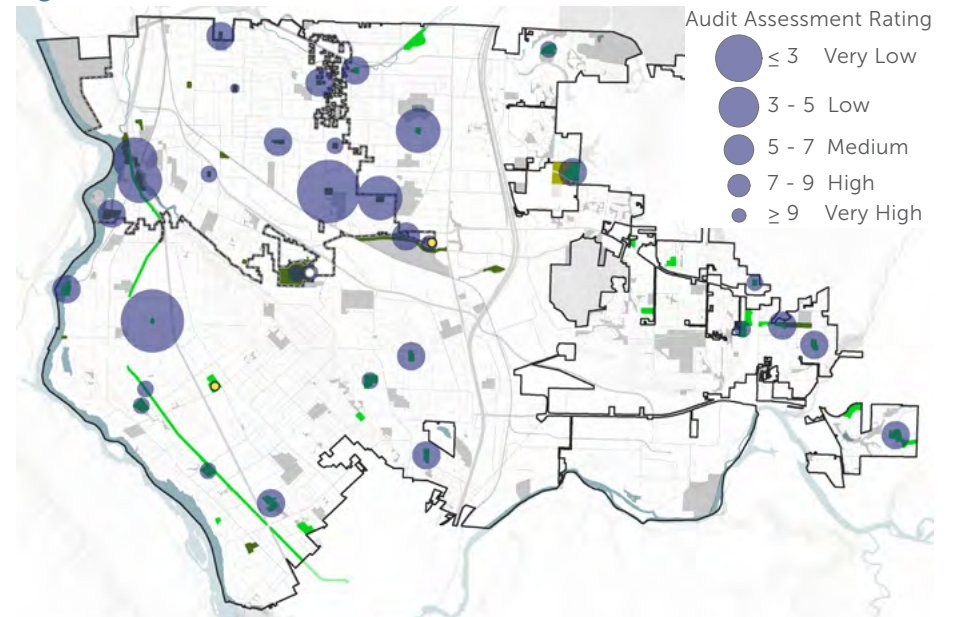 Audit Assessment Rating
≤ 3 Very Low
3 - 5 Low
5 - 7 Medium
7 - 9 High
≥ 9 Very High